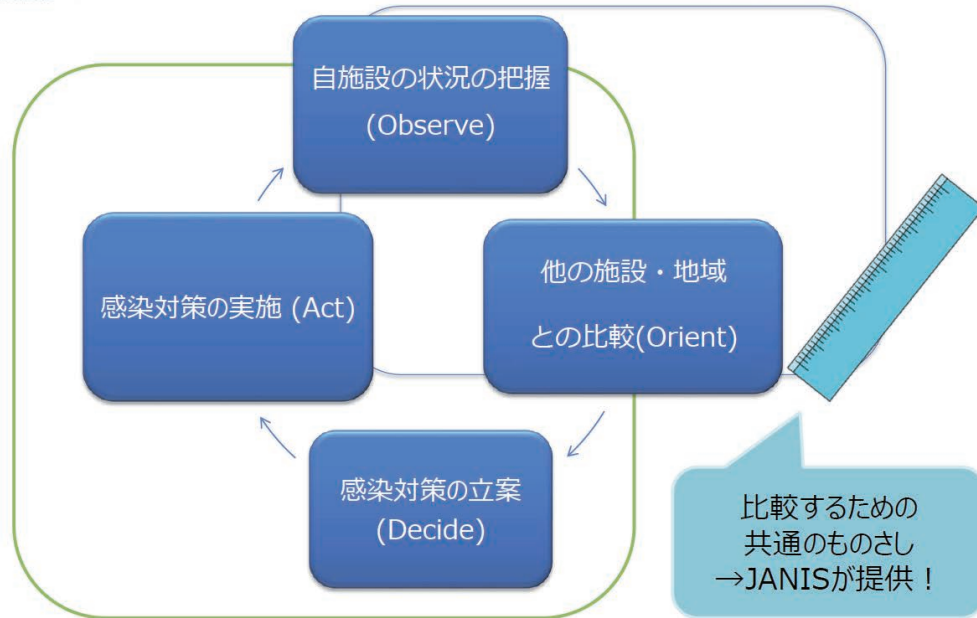 自施設の状況の把握
(Observe)
他の施設・地域
との比較(Orient)
感染対策の実施 (Act)
感染対策の立案
(Decide)
比較するための
共通のものさし
→JANISが提供！